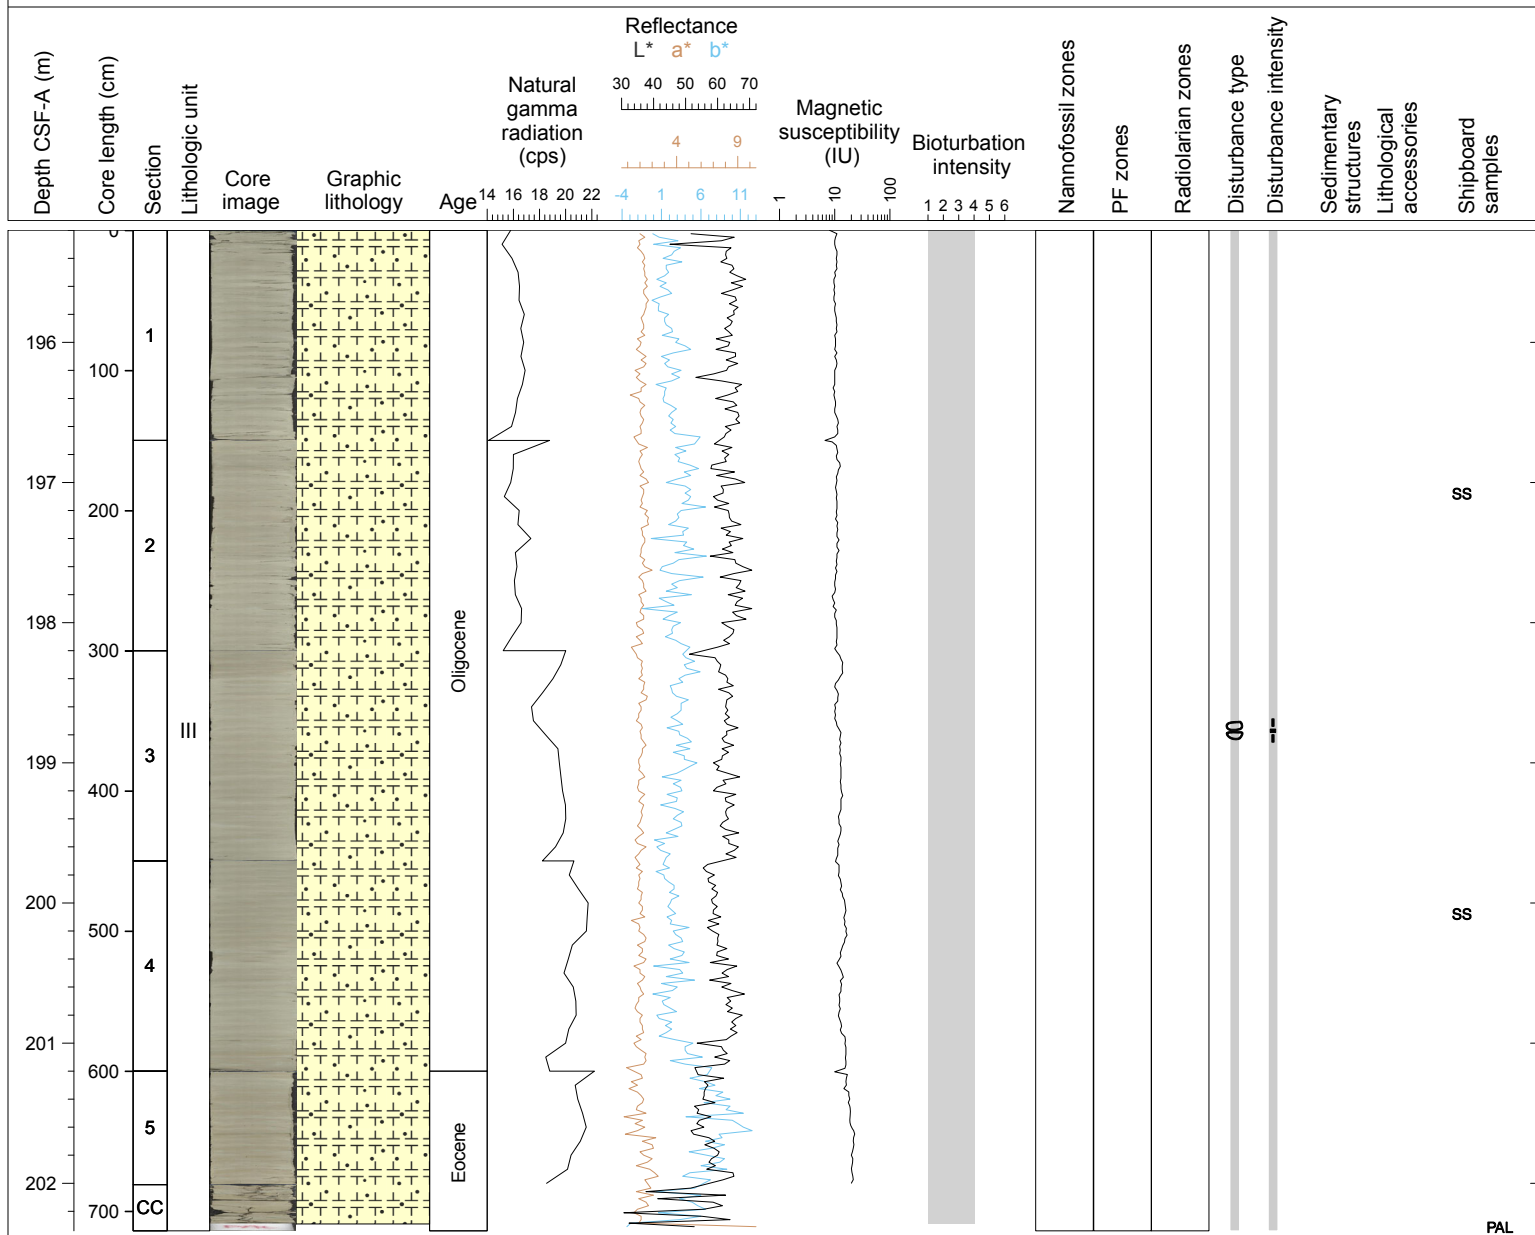 Depth CSF-A (m)
Core length (cm)
Section
Lithologic unit
Core
image
Graphic
lithology
Age
Natural
gamma
radiation
(cps)
14 16 18 20 22
Reflectance
L* a* b*
30 40 50 60 70
4 9
-4 1 6 11
Magnetic
susceptibility
(IU)
1 10 100
Bioturbation
intensity
1 2 3 4 5 6
Nannofossil zones
PF zones
Radiolarian zones
Disturbance type
Disturbance intensity
Sedimentary
structures
Lithological
accessories
Shipboard
samples
0
1
196
100
197
SS
200
2
198
300
Oligocene
III
3
199
400
200
SS
500
4
201
600
5
Eocene
202
CC
700
PAL